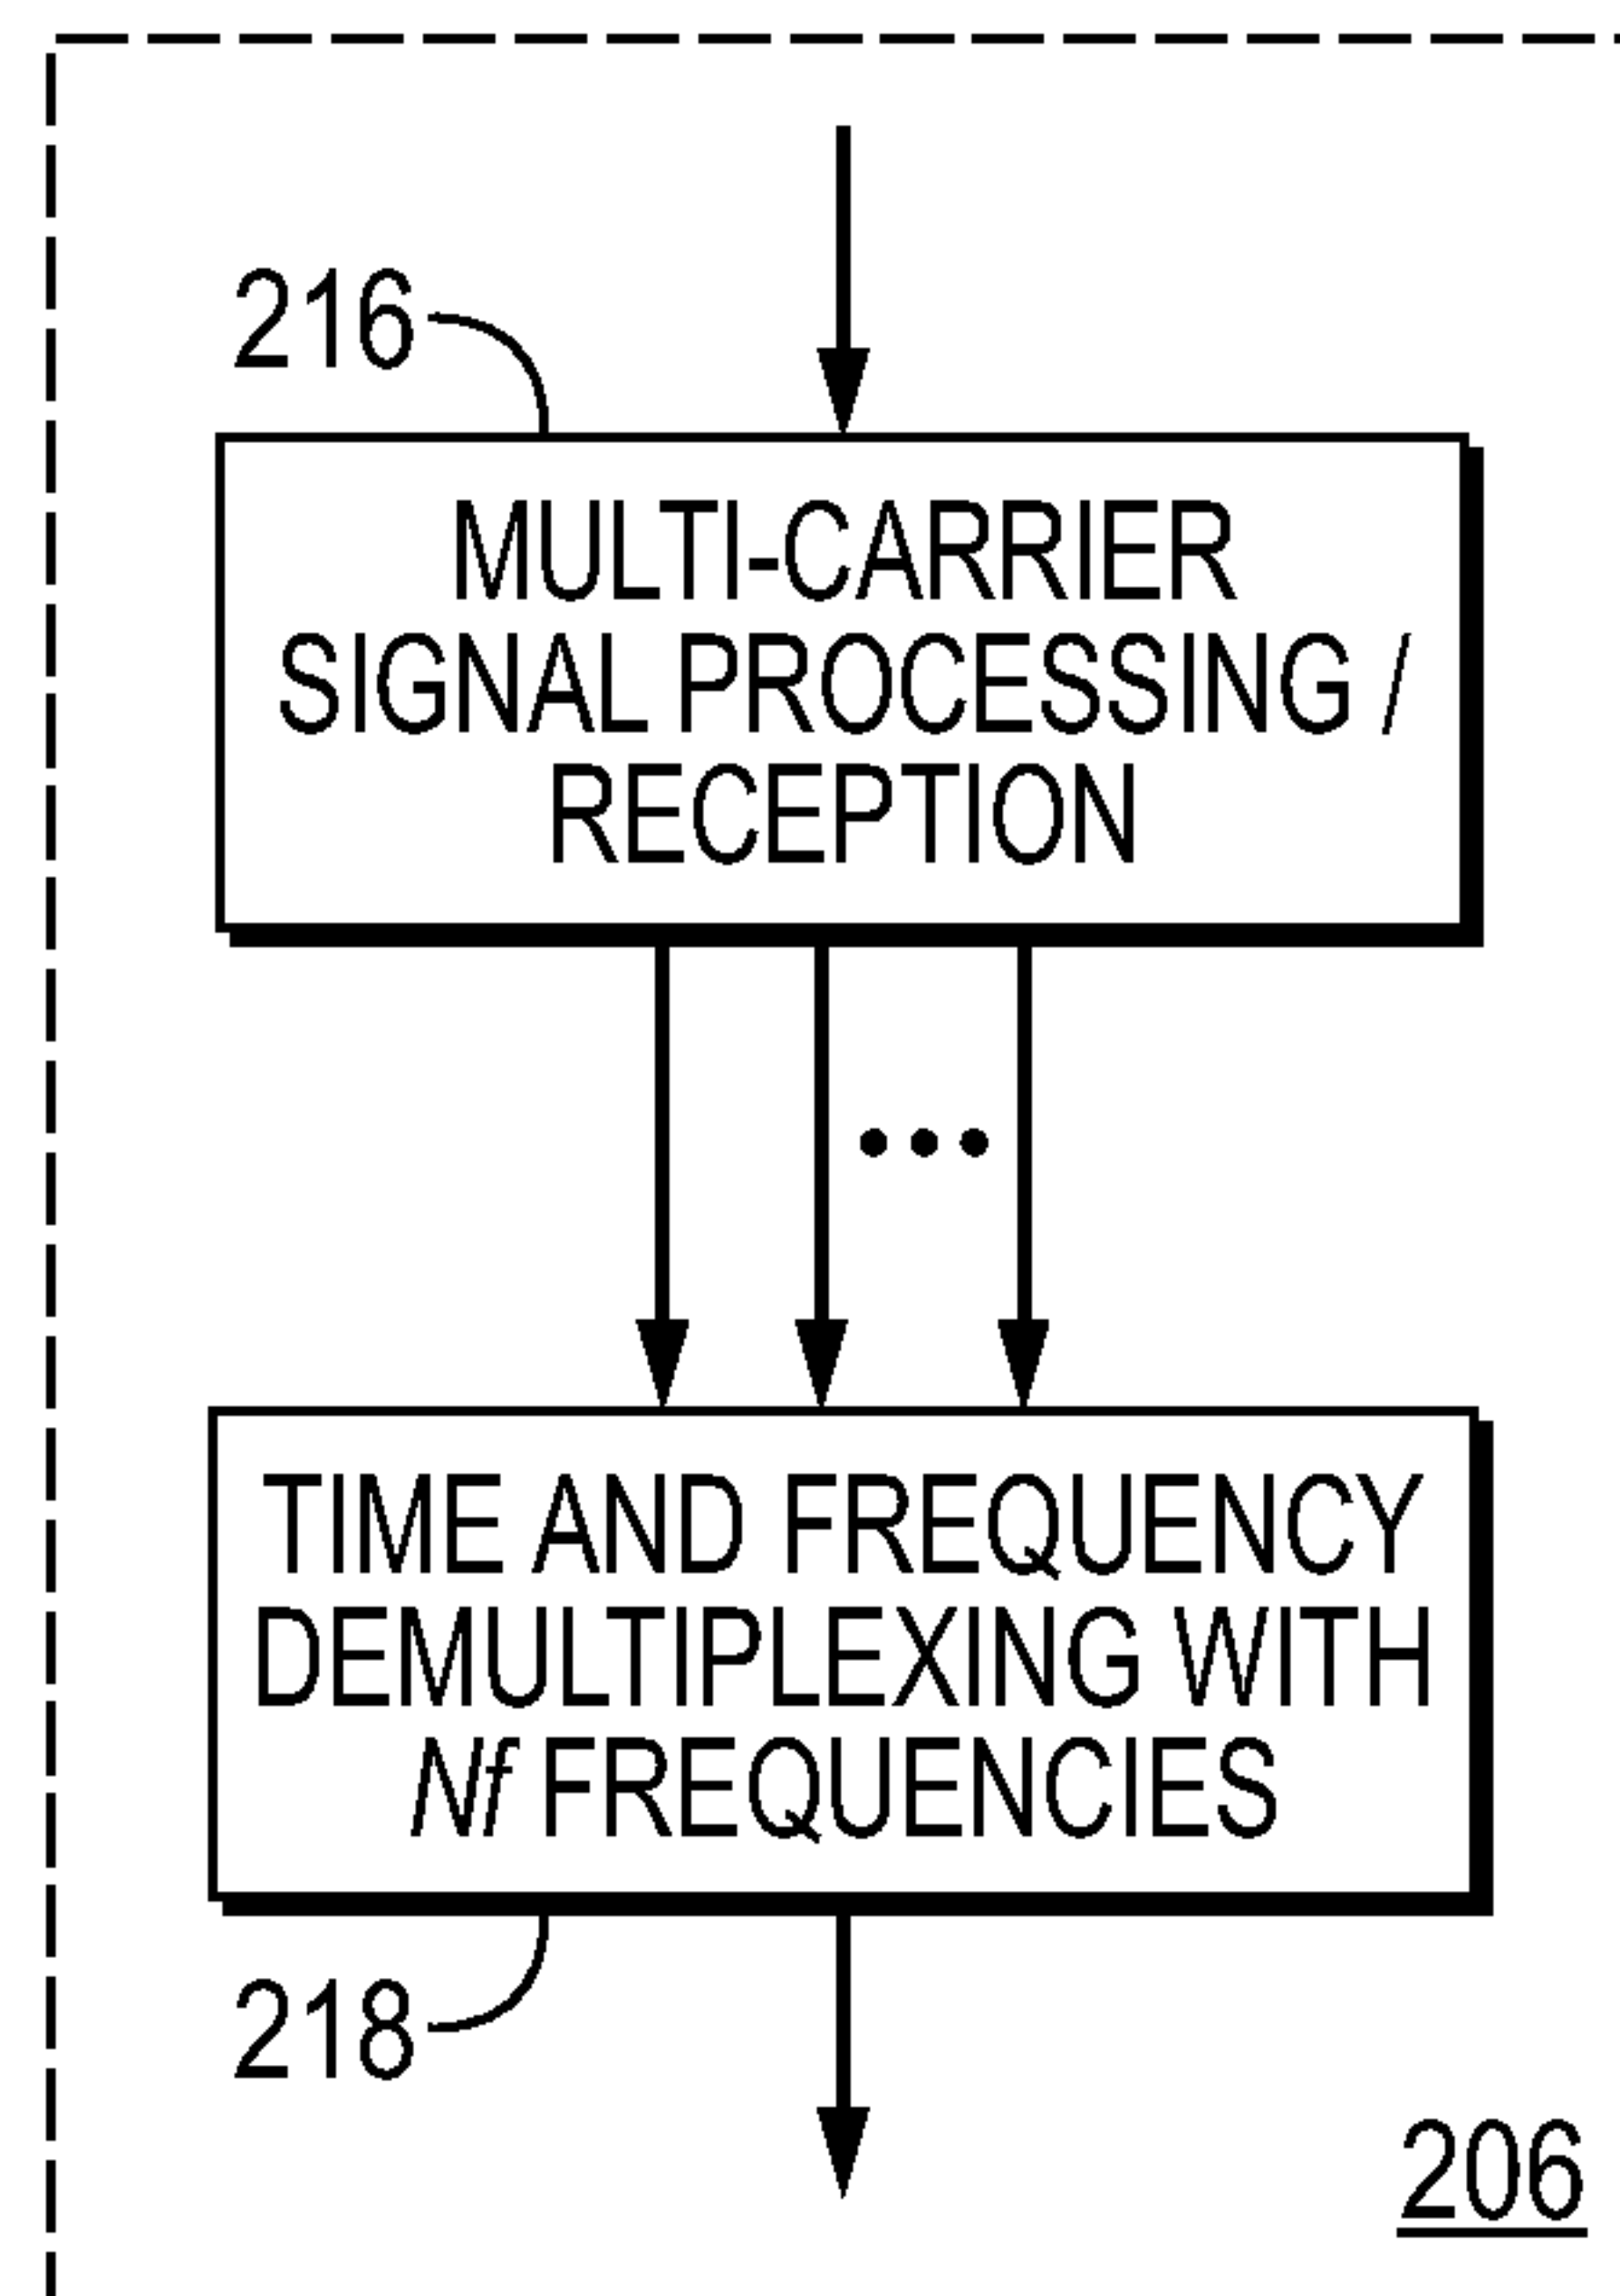 216
MULTI-CARRIER
SIGNAL PROCESSING /
RECEPTION
TIME AND FREQUENCY
DEMULTIPLEXING WITH
Nf FREQUENCIES
218
206